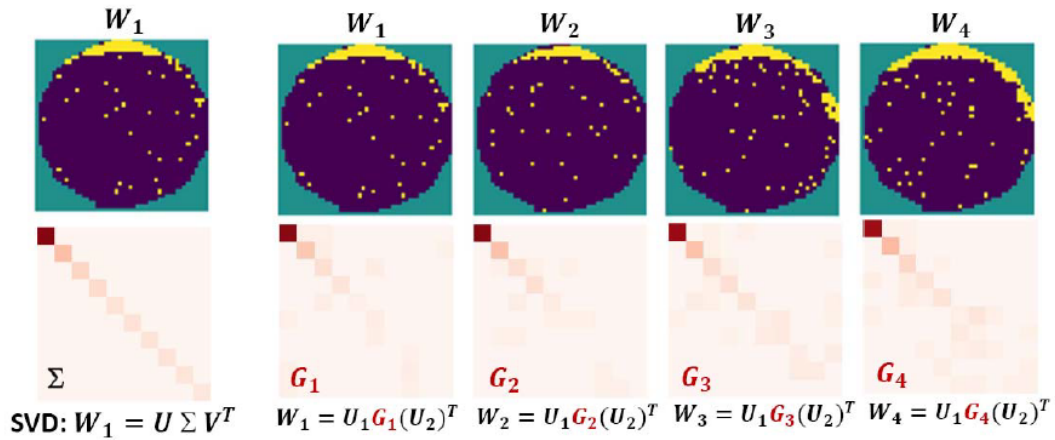 W₁ W₁ W₂ W₃ W₄
Σ G₁ G₂ G₃ G₄
SVD: W₁ = U Σ Vᵀ W₁ = U₁G₁(U₂)ᵀ W₂ = U₁G₂(U₂)ᵀ W₃ = U₁G₃(U₂)ᵀ W₄ = U₁G₄(U₂)ᵀ